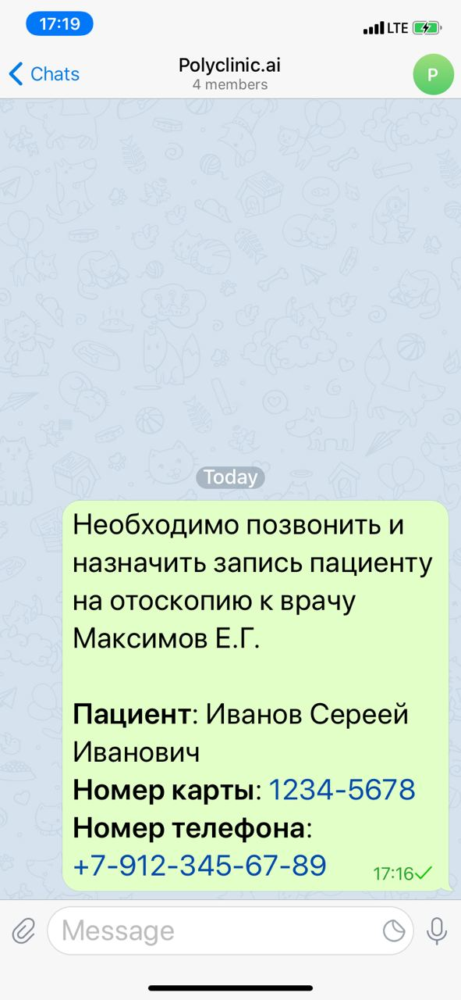 17:19
LTE
Chats
Polyclinic.ai
4 members
P
Today
Необходимо позвонить и
назначить запись пациенту
на отоскопию к врачу
Максимов Е.Г.
Пациент: Иванов Сереей
Иванович
Номер карты: 1234-5678
Номер телефона:
+7-912-345-67-89
17:16
Message